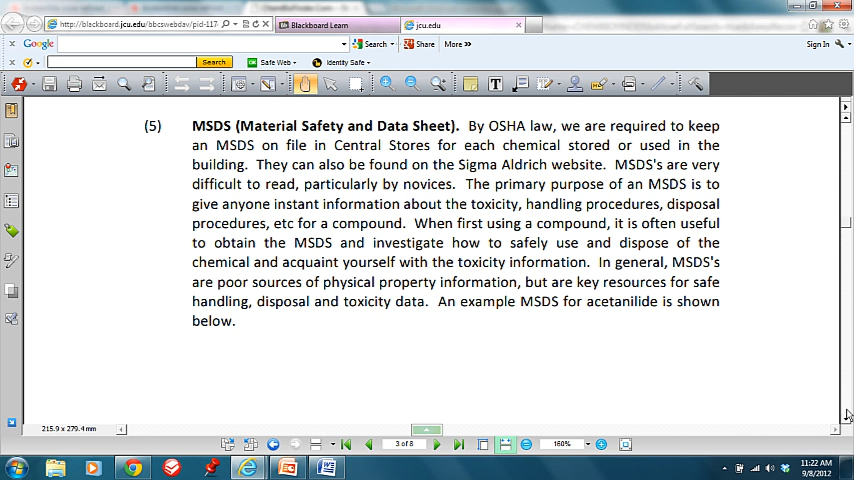 http://blackboard.jcu.edu/bbcswebdav/pid-117
Blackboard Learn
jcu.edu
Google
Search
Share
More »
Sign In
Search
Safe Web
Identity Safe
(5) MSDS (Material Safety and Data Sheet). By OSHA law, we are required to keep
an MSDS on file in Central Stores for each chemical stored or used in the
building. They can also be found on the Sigma Aldrich website. MSDS's are very
difficult to read, particularly by novices. The primary purpose of an MSDS is to
give anyone instant information about the toxicity, handling procedures, disposal
procedures, etc for a compound. When first using a compound, it is often useful
to obtain the MSDS and investigate how to safely use and dispose of the
chemical and acquaint yourself with the toxicity information. In general, MSDS's
are poor sources of physical property information, but are key resources for safe
handling, disposal and toxicity data. An example MSDS for acetanilide is shown
below.
215.9 x 279.4 mm
3 of 8
160%
11:22 AM
9/8/2012